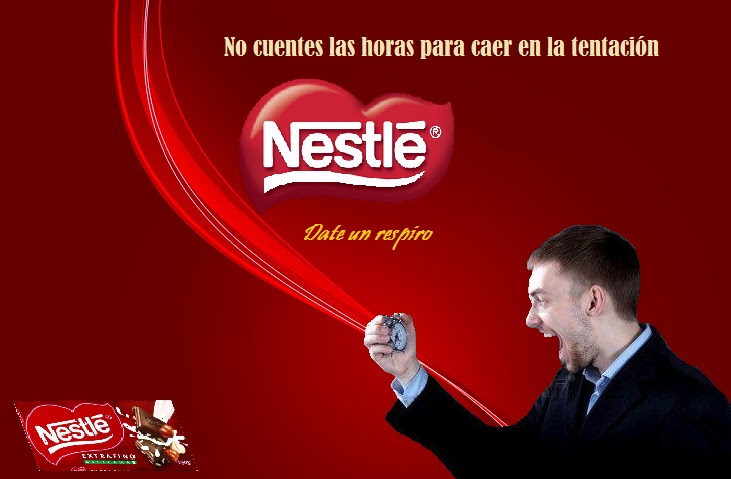 No cuentes las horas para caer en la tentación
Nestlé ®
Date un respiro
Nestlé
EXTRAFINO